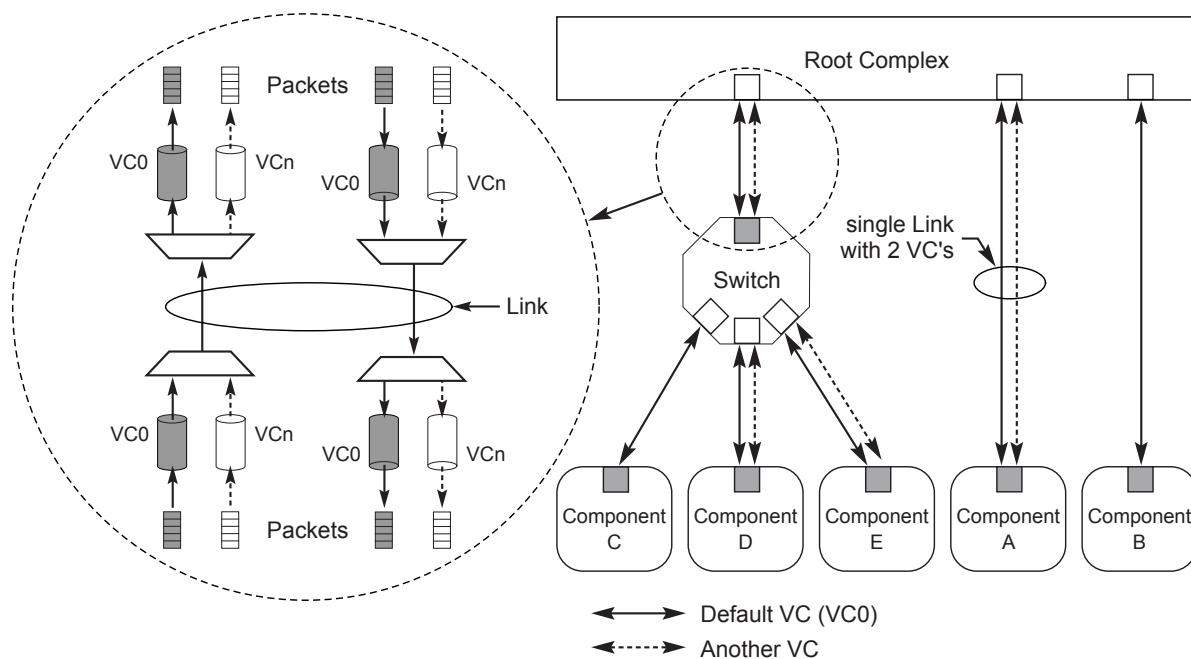 Packets
VC0
VCn
VC0
VCn
Link
VC0
VCn
VC0
VCn
Packets
Root Complex
single Link
with 2 VC's
Switch
Component
C
Component
D
Component
E
Component
A
Component
B
Default VC (VC0)
Another VC